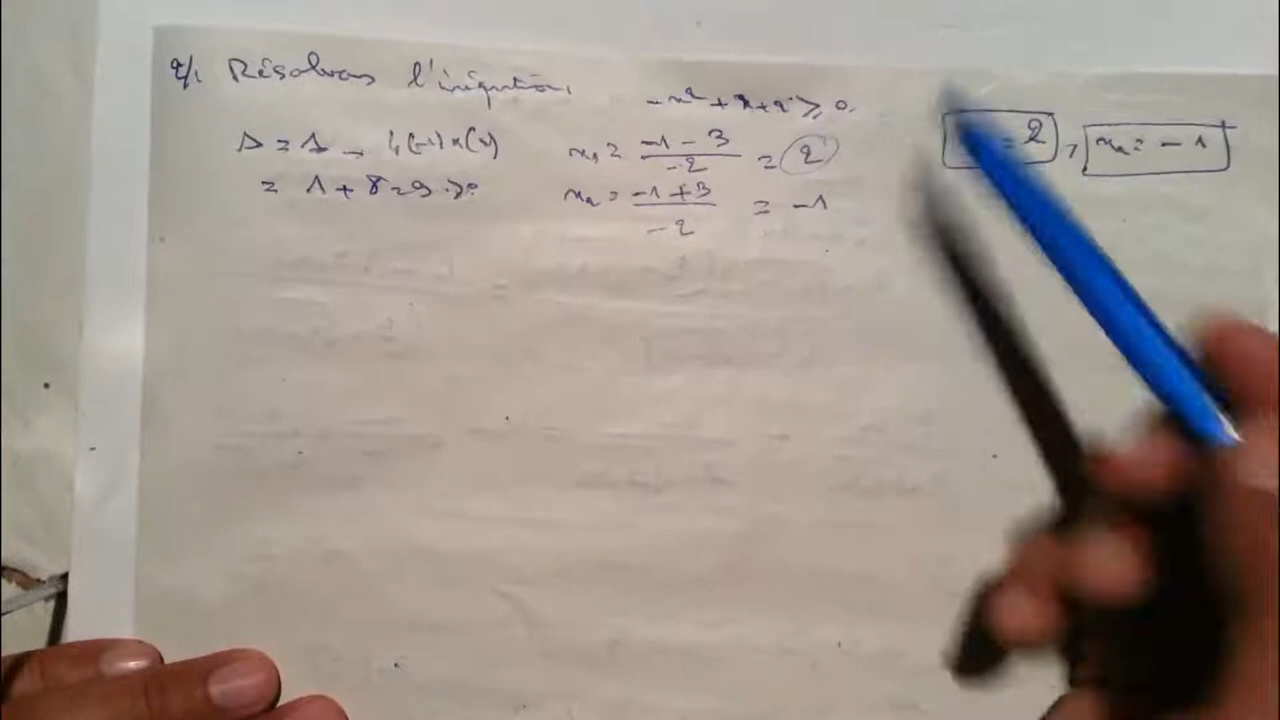 2/. Résolvons l'inéquation,
-x² + x + 2 ≥ 0.
Δ = 1 - 4(-1)×(2)
= 1 + 8 = 9 > 0
x₁ = (-1 - 3)/(-2) = 2
x₂ = (-1 + 3)/(-2) = -1
= 2 , x₂ = -1